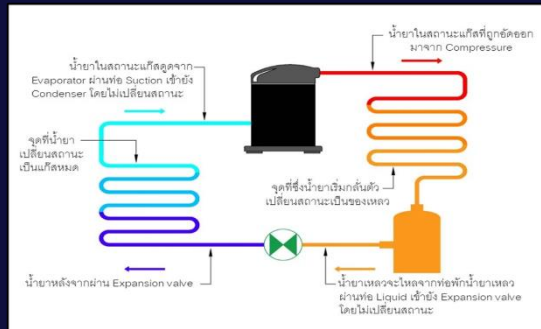 น้ำยาในสถานะแก๊สที่ถูกอัดออก
มาจาก Compressure
น้ำยาในสถานะแก๊สดูดจาก
Evaporator ผ่านท่อ Suction เข้ายัง
Condenser โดยไม่เปลี่ยนสถานะ
จุดที่น้ำยา
เปลี่ยนสถานะ
เป็นแก๊สหมด
จุดที่ซึ่งน้ำยาเริ่มกลั่นตัว
เปลี่ยนสถานะเป็นของเหลว
น้ำยาหลังจากผ่าน Expansion valve
น้ำยาเหลวจะไหลจากท่อพักน้ำยาเหลว
ผ่านท่อ Liquid เข้ายัง Expansion valve
โดยไม่เปลี่ยนสถานะ